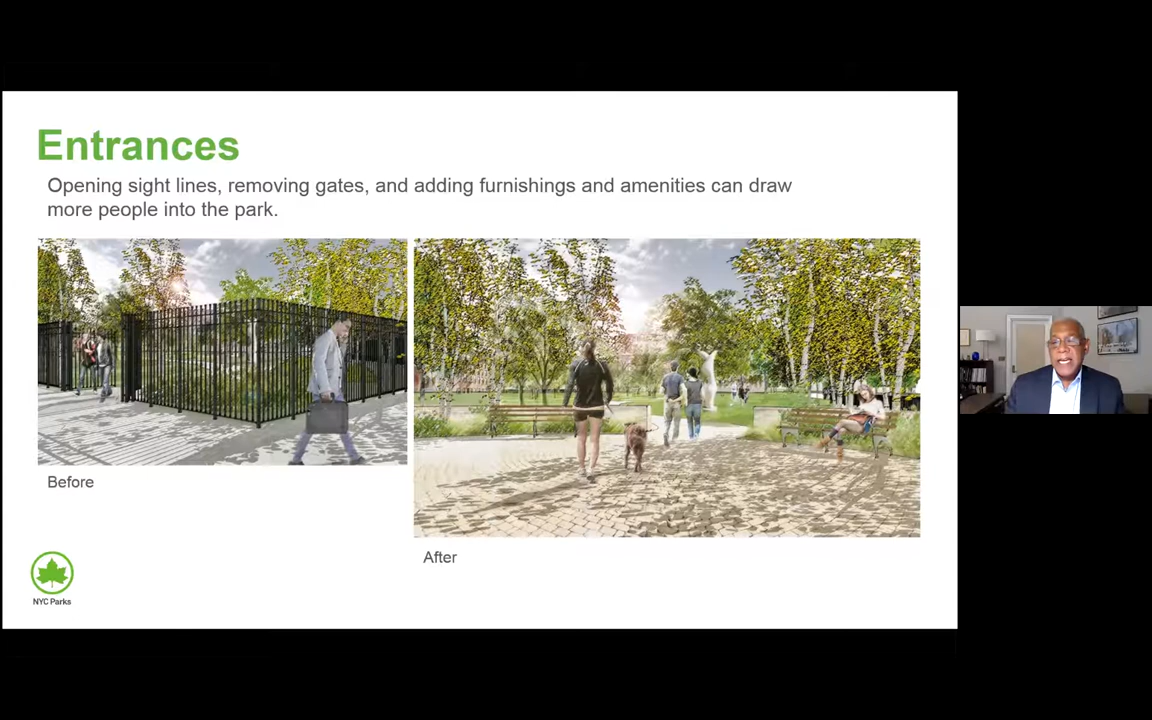 Entrances
Opening sight lines, removing gates, and adding furnishings and amenities can draw
more people into the park.
Before
After
NYC Parks